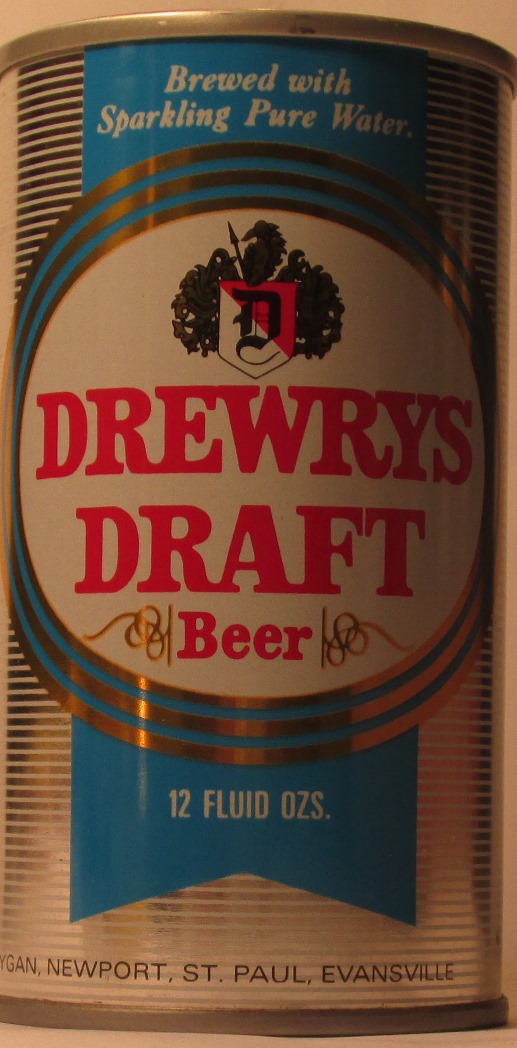 Brewed with
Sparkling Pure Water.
D
DREWRYS
DRAFT
Beer
12 FLUID OZS.
YGAN, NEWPORT, ST. PAUL, EVANSVILLE